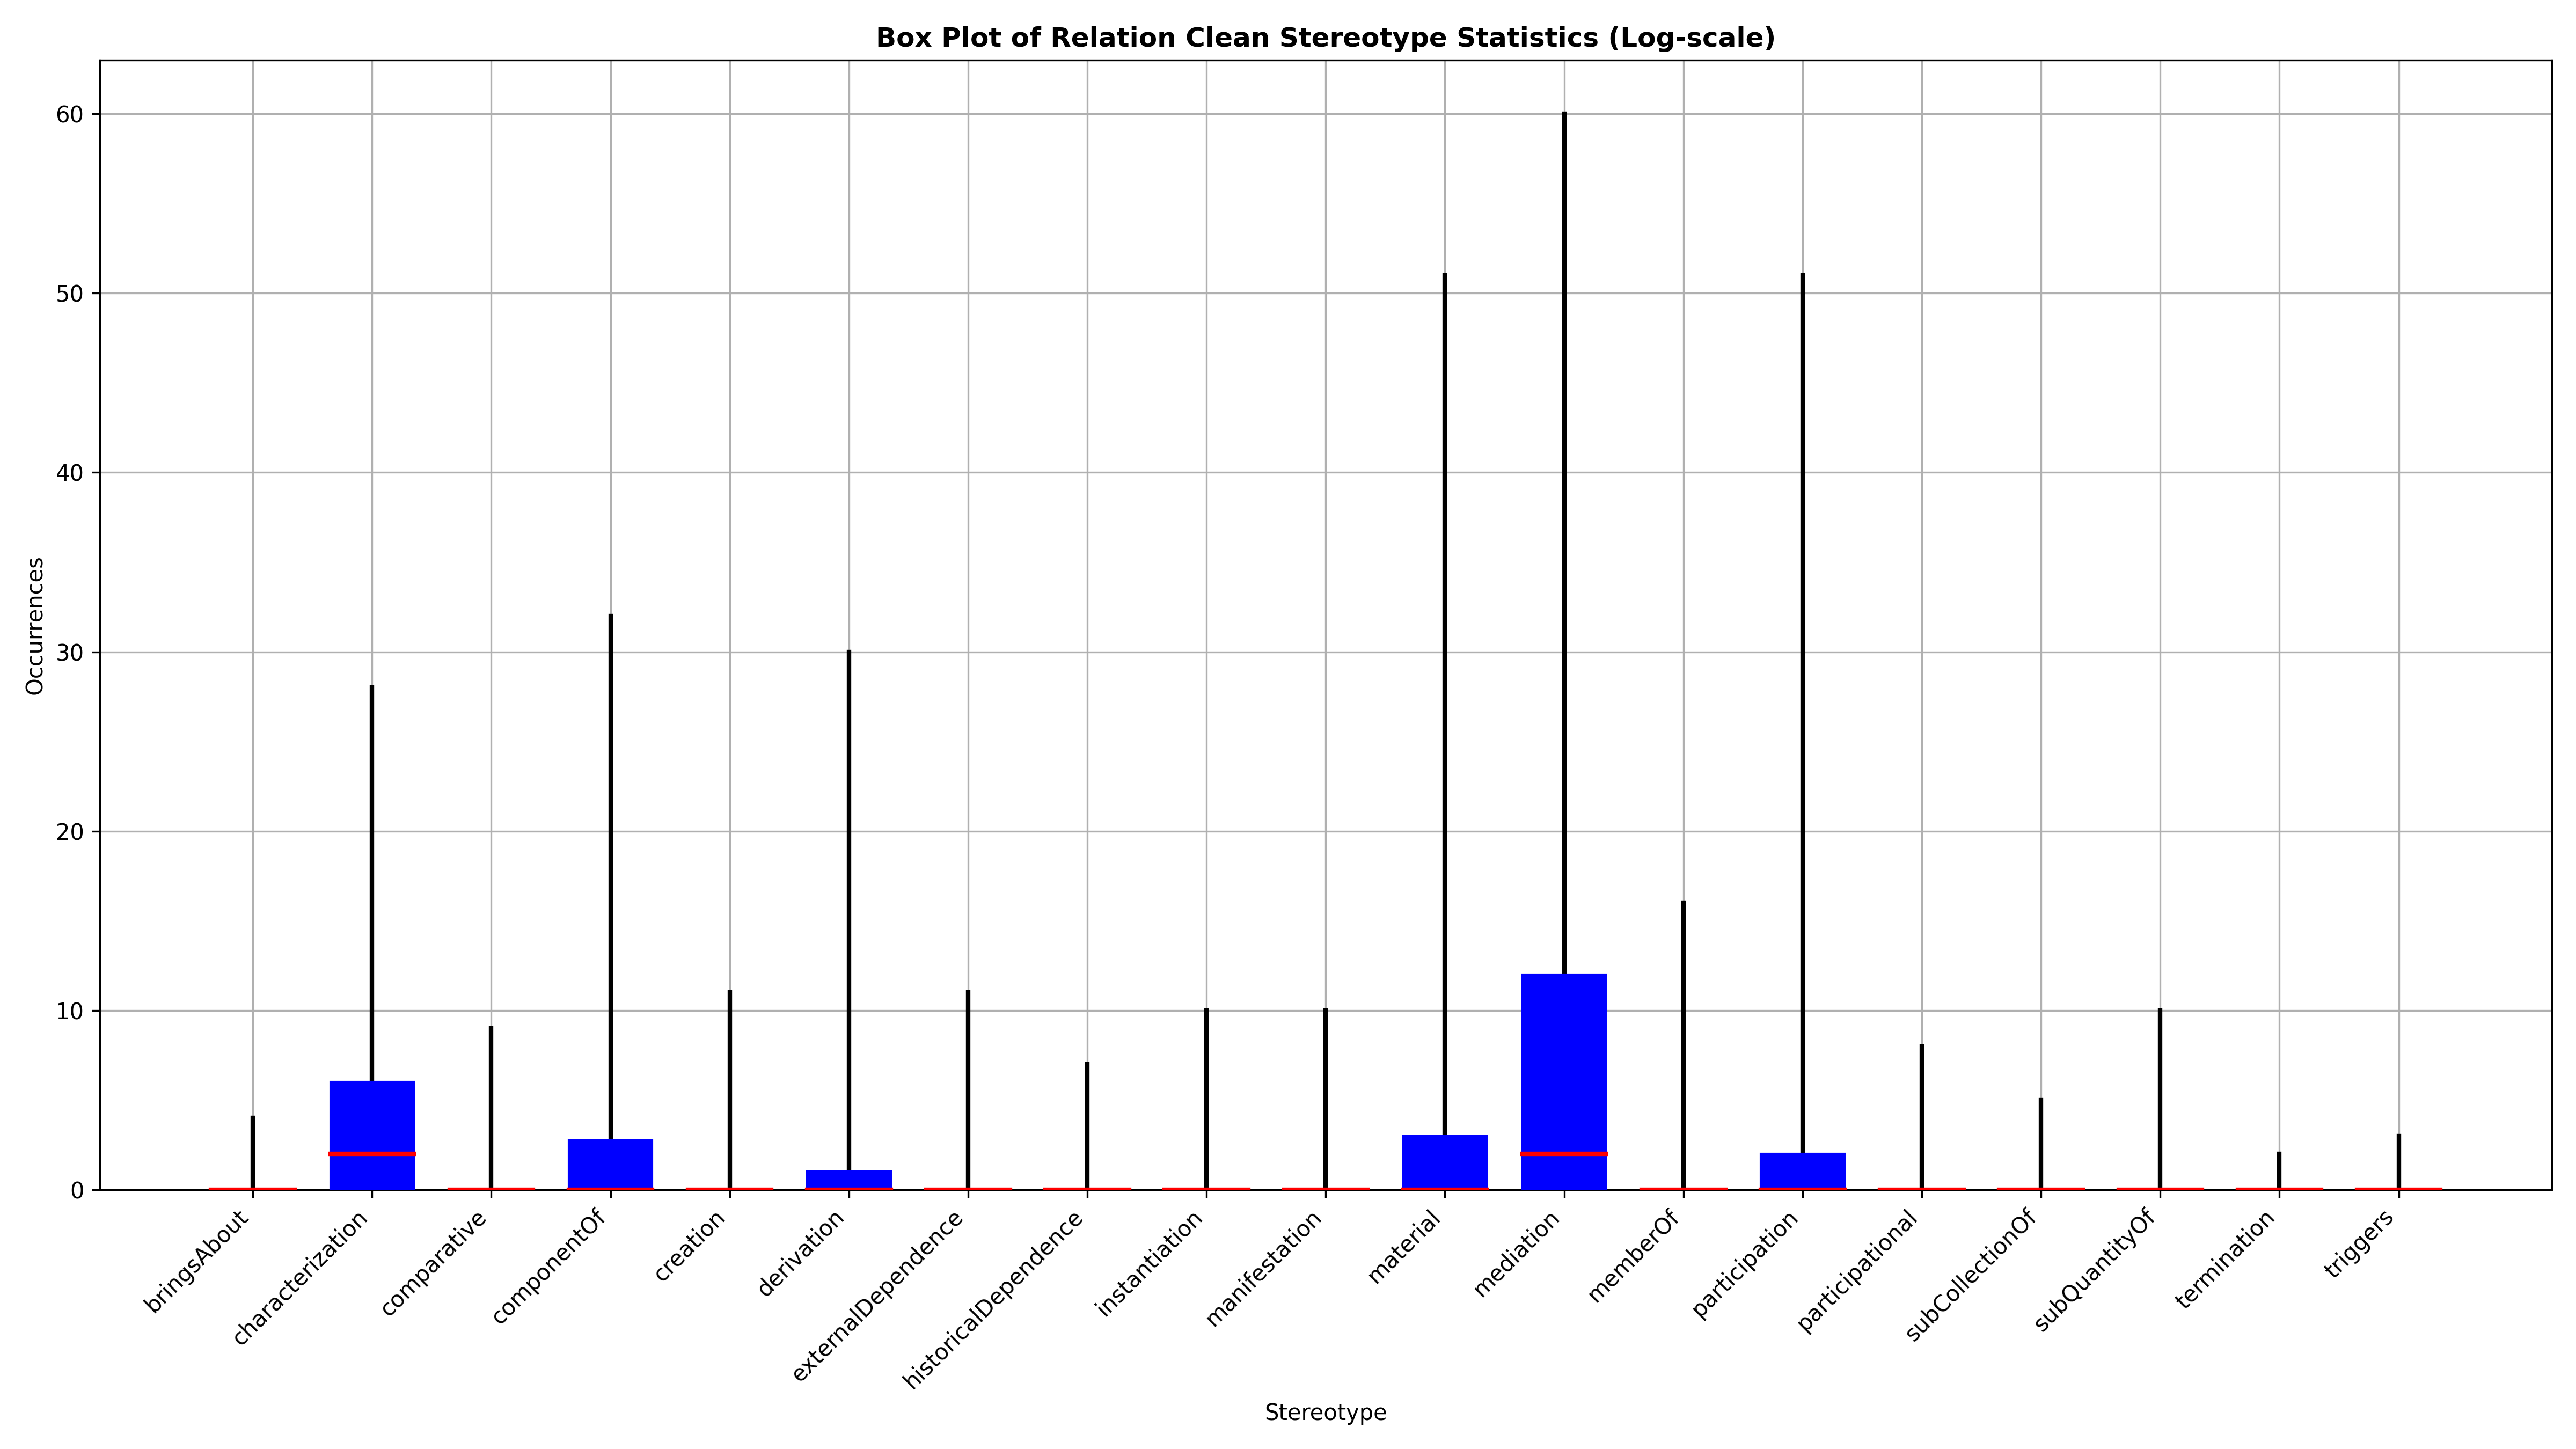 Box Plot of Relation Clean Stereotype Statistics (Log-scale)
60
50
40
30
20
10
0
Occurrences
bringsAbout
characterization
comparative
componentOf
creation
derivation
externalDependence
historicalDependence
instantiation
manifestation
material
mediation
memberOf
participation
participational
subCollectionOf
subQuantityOf
termination
triggers
Stereotype